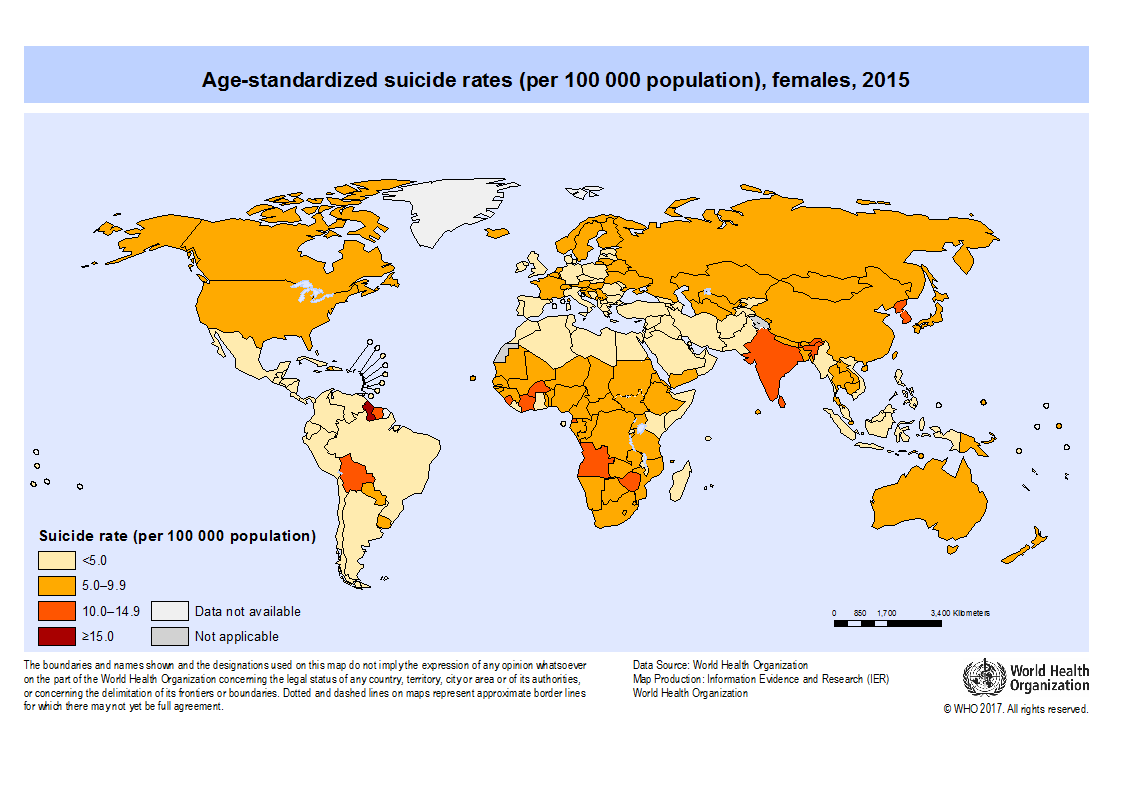 Age-standardized suicide rates (per 100 000 population), females, 2015
Suicide rate (per 100 000 population)
<5.0
5.0–9.9
10.0–14.9
Data not available
≥15.0
Not applicable
0 850 1,700 3,400 Kilometers
The boundaries and names shown and the designations used on this map do not imply the expression of any opinion whatsoever
on the part of the World Health Organization concerning the legal status of any country, territory, city or area or of its authorities,
or concerning the delimitation of its frontiers or boundaries. Dotted and dashed lines on maps represent approximate border lines
for which there may not yet be full agreement.
Data Source: World Health Organization
Map Production: Information Evidence and Research (IER)
World Health Organization
World Health
Organization
© WHO 2017. All rights reserved.